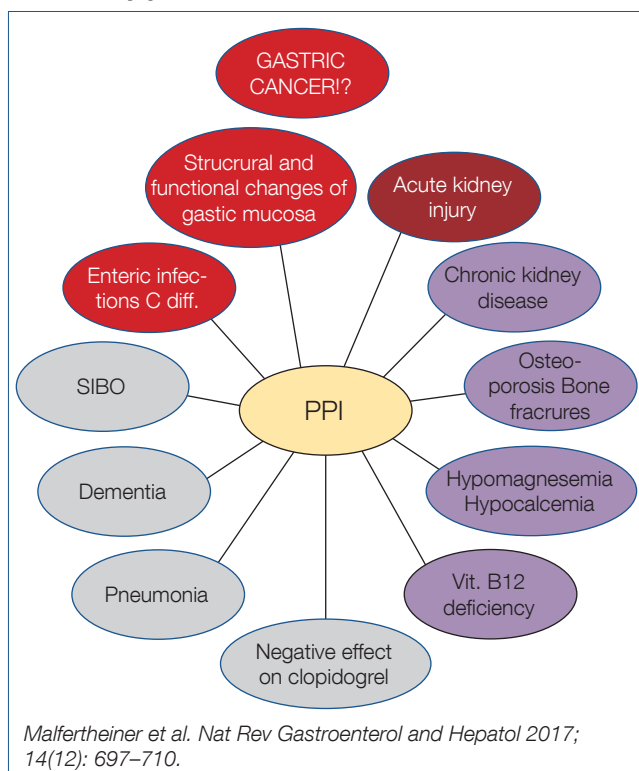 GASTRIC
CANCER!?
Strucrural and
functional changes of
gastic mucosa
Acute kidney
injury
Enteric infec-
tions C diff.
Chronic kidney
disease
SIBO
PPI
Osteo-
porosis Bone
fracrures
Dementia
Hypomagnesemia
Hypocalcemia
Pneumonia
Vit. B12
deficiency
Negative effect
on clopidogrel
Malfertheiner et al. Nat Rev Gastroenterol and Hepatol 2017;
14(12): 697–710.